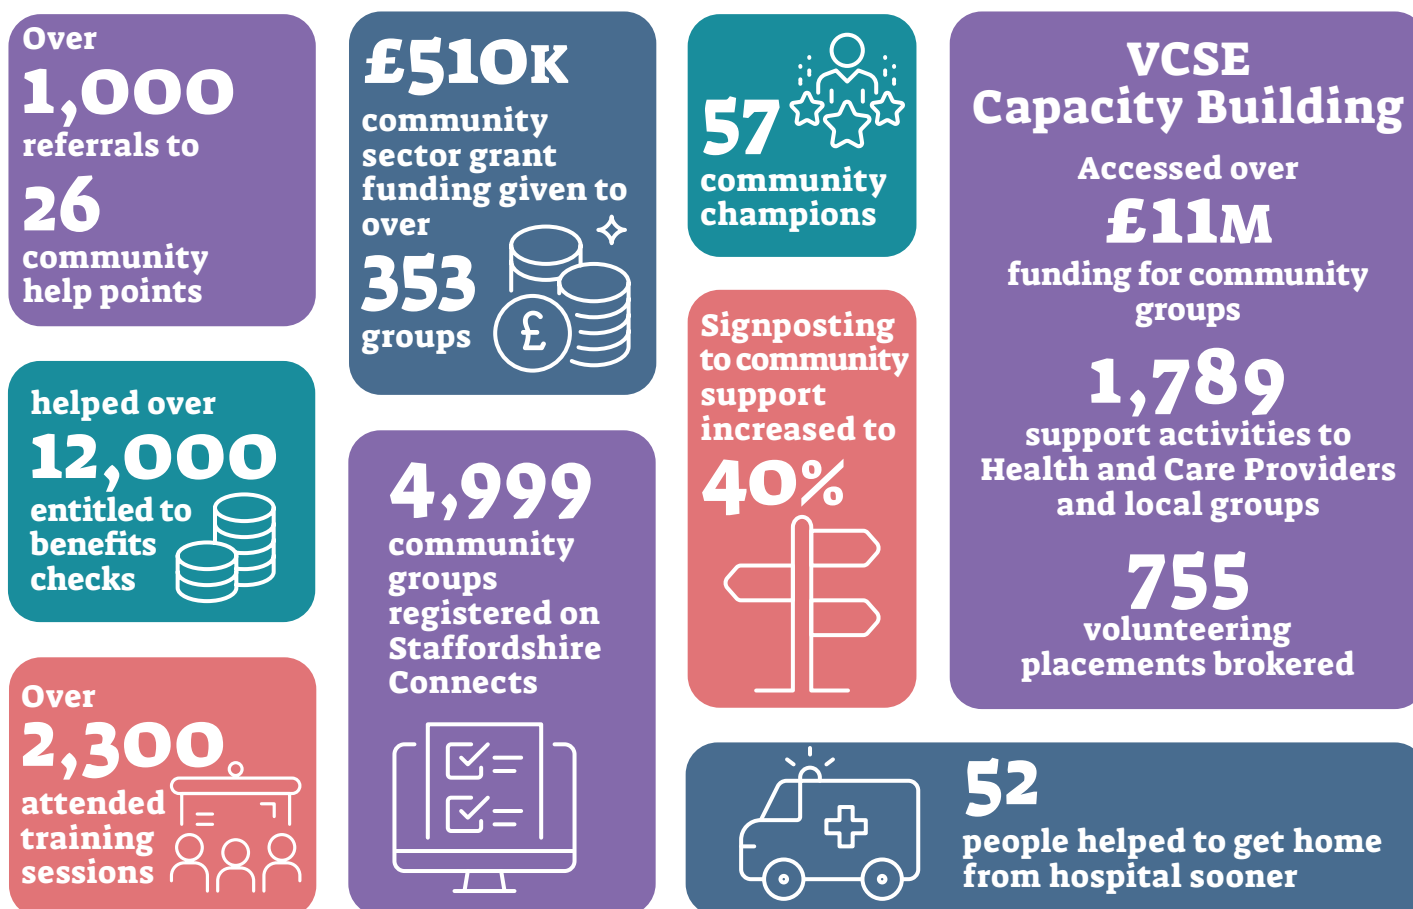 Over
1,000
referrals to
26
community
help points
helped over
12,000
entitled to
benefits
checks
Over
2,300
attended
training
sessions
£510K
community
sector grant
funding given to
over
353
groups
£
4,999
community
groups
registered on
Staffordshire
Connects
57
community
champions
Signposting
to community
support
increased to
40%
VCSE
Capacity Building
Accessed over
£11M
funding for community
groups
1,789
support activities to
Health and Care Providers
and local groups
755
volunteering
placements brokered
52
people helped to get home
from hospital sooner